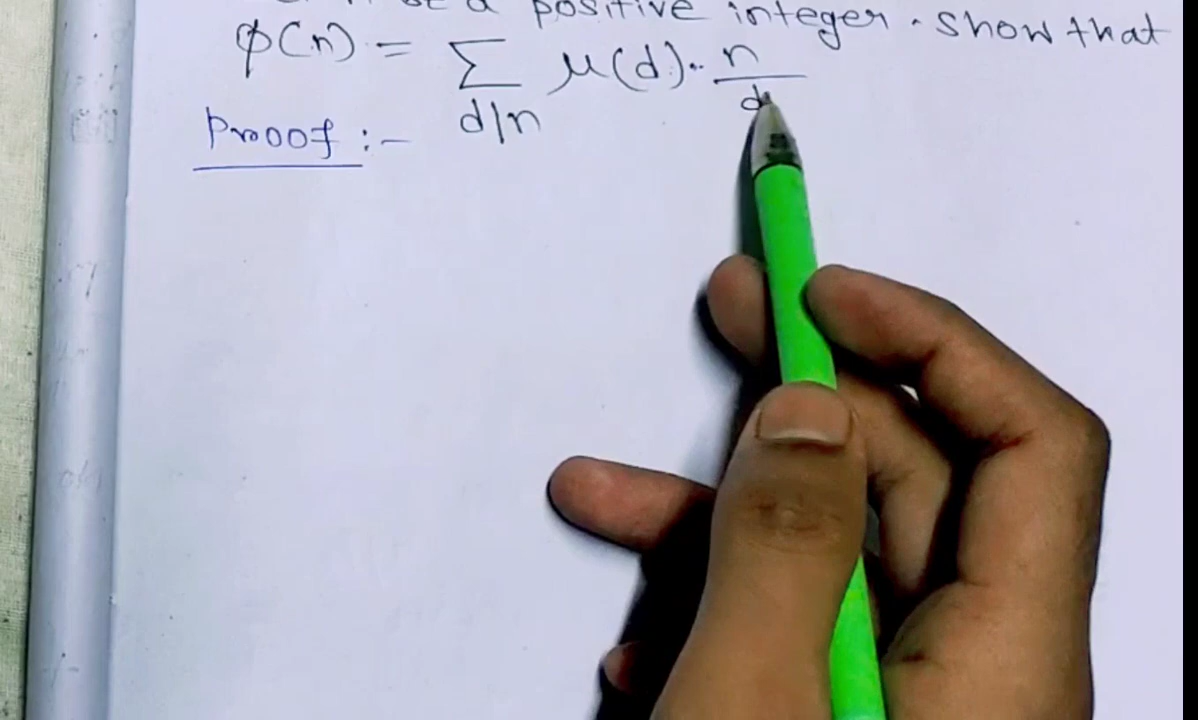 a positive integer. show that
φ(n) = Σ μ(d). n/d
d|n
Proof :-